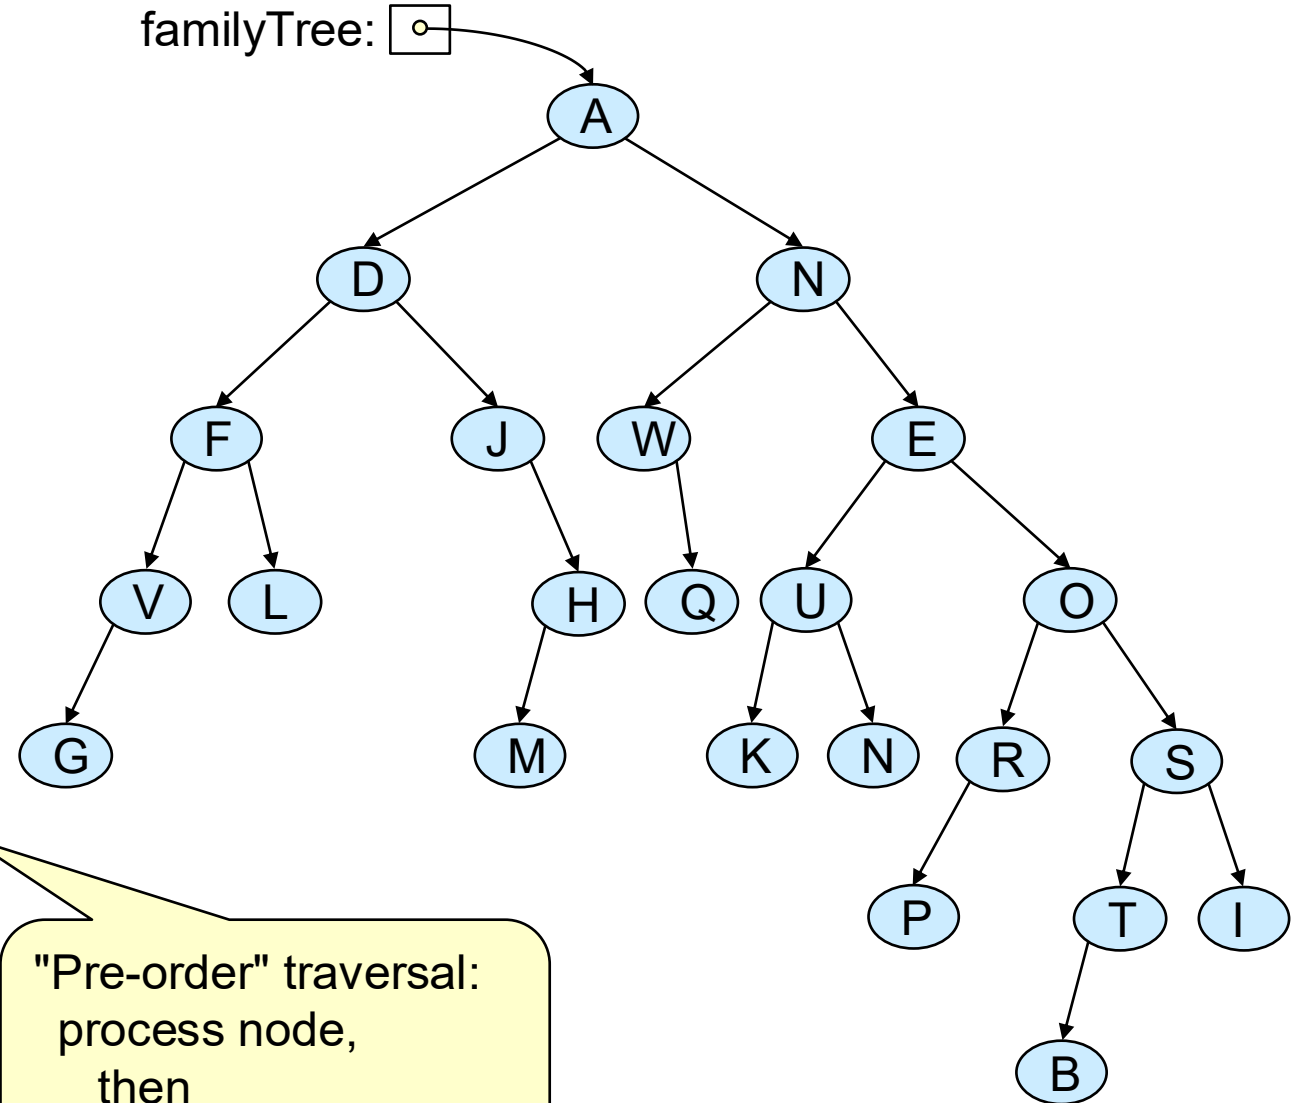 familyTree:
A
D N
F J W E
V L H Q U O
G M K N R S
P T I
B
"Pre-order" traversal:
process node,
then